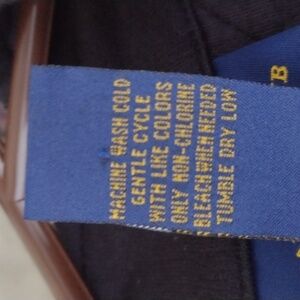 MACHINE WASH COLD
GENTLE CYCLE
WITH LIKE COLORS
ONLY NON-CHLORINE
BLEACH WHEN NEEDED
TUMBLE DRY LOW